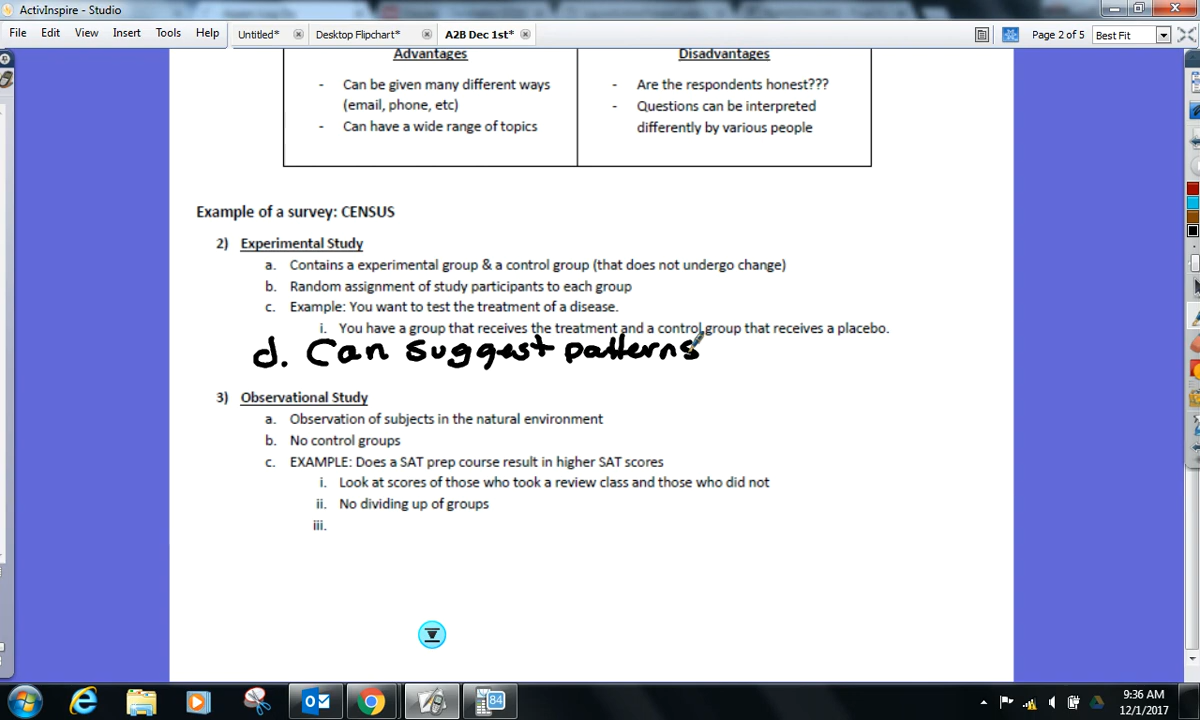 ActivInspire - Studio
File Edit View Insert Tools Help Untitled* Desktop Flipchart* A2B Dec 1st* Page 2 of 5 Best Fit
Advantages Disadvantages
- Can be given many different ways - Are the respondents honest???
(email, phone, etc) - Questions can be interpreted
- Can have a wide range of topics differently by various people
Example of a survey: CENSUS
2) Experimental Study
a. Contains a experimental group & a control group (that does not undergo change)
b. Random assignment of study participants to each group
c. Example: You want to test the treatment of a disease.
i. You have a group that receives the treatment and a control group that receives a placebo.
d. Can suggest patterns
3) Observational Study
a. Observation of subjects in the natural environment
b. No control groups
c. EXAMPLE: Does a SAT prep course result in higher SAT scores
i. Look at scores of those who took a review class and those who did not
ii. No dividing up of groups
iii.
84
9:36 AM
12/1/2017